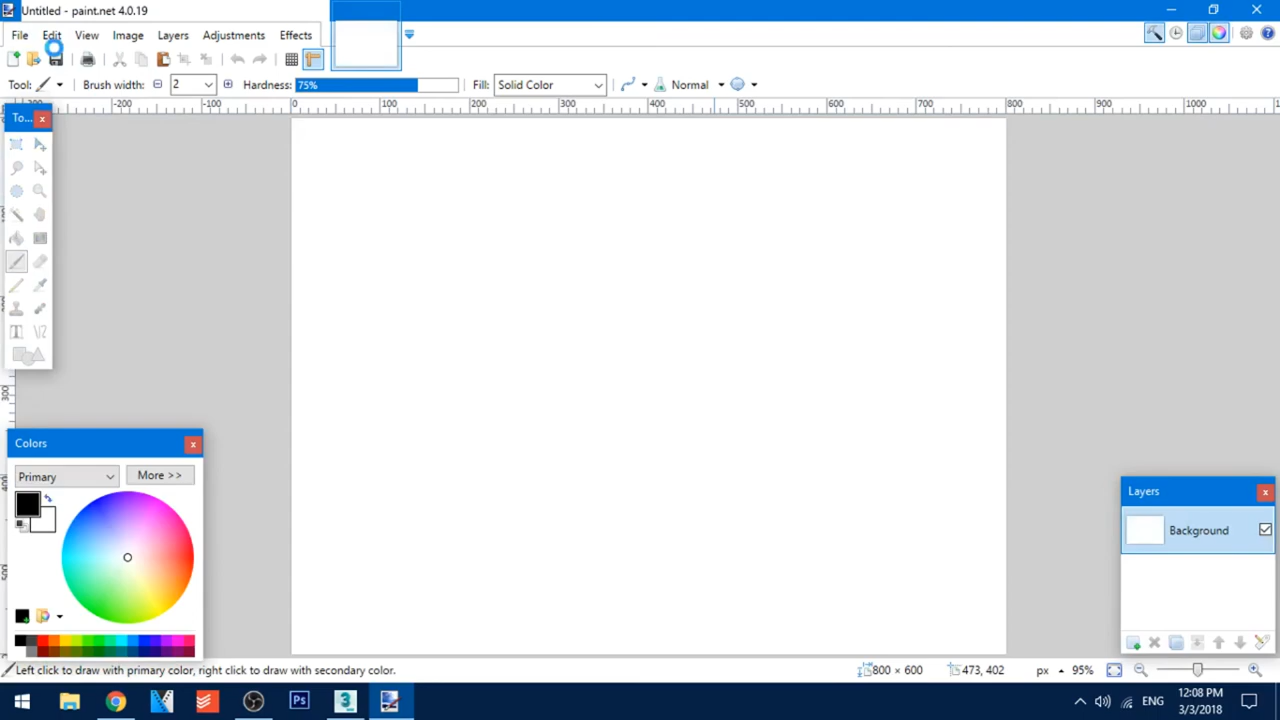 Untitled - paint.net 4.0.19
File Edit View Image Layers Adjustments Effects
Tool: Brush width: 2 Hardness: 75% Fill: Solid Color Normal
-200 -100 0 100 200 300 400 500 600 700 800 900 1000
To...
Colors
Primary More >>
Layers
Background
Left click to draw with primary color, right click to draw with secondary color. 800 × 600 473, 402 px 95%
Ps 3 ENG 12:08 PM
3/3/2018